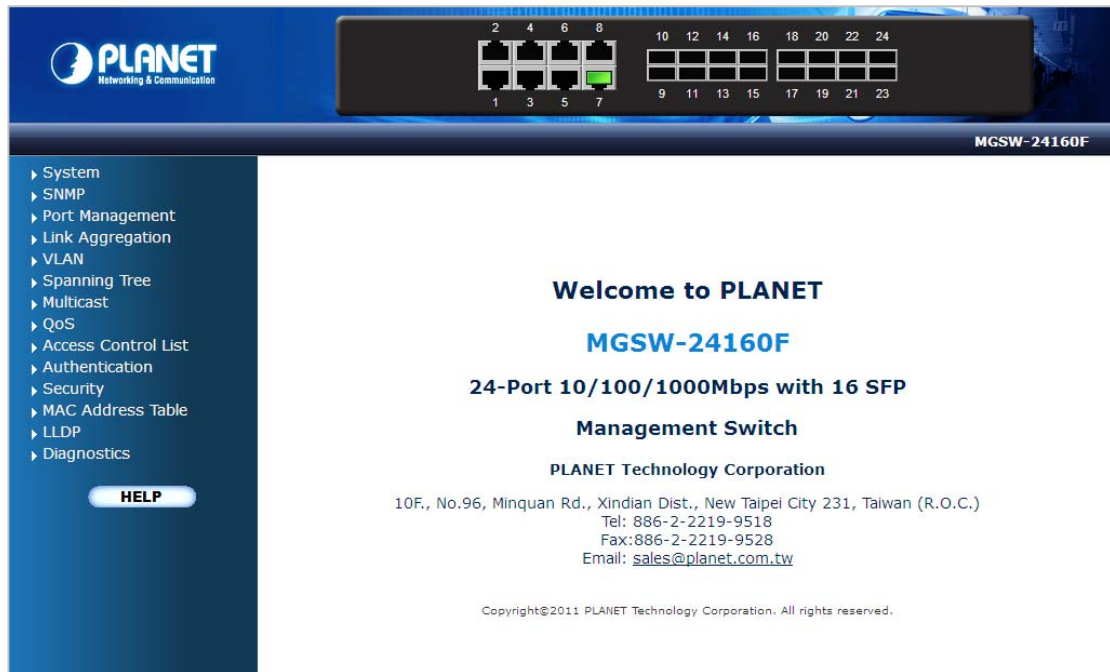 PLANET
Networking & Communication
2 4 6 8 10 12 14 16 18 20 22 24
1 3 5 7 9 11 13 15 17 19 21 23
MGSW-24160F
System
SNMP
Port Management
Link Aggregation
VLAN
Spanning Tree
Multicast
QoS
Access Control List
Authentication
Security
MAC Address Table
LLDP
Diagnostics
HELP
Welcome to PLANET
MGSW-24160F
24-Port 10/100/1000Mbps with 16 SFP
Management Switch
PLANET Technology Corporation
10F., No.96, Minquan Rd., Xindian Dist., New Taipei City 231, Taiwan (R.O.C.)
Tel: 886-2-2219-9518
Fax:886-2-2219-9528
Email: sales@planet.com.tw
Copyright©2011 PLANET Technology Corporation. All rights reserved.